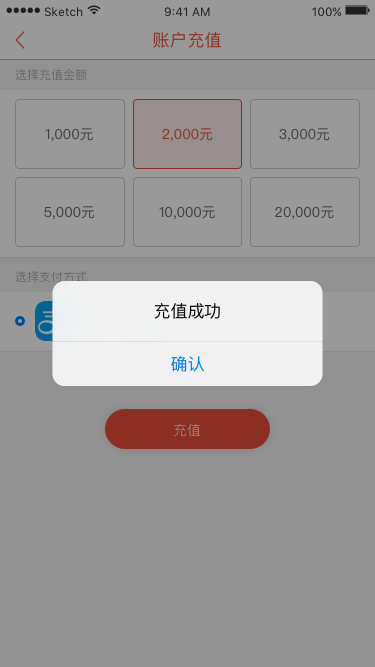 Sketch 9:41 AM 100%
账户充值
选择充值金额
1,000元 2,000元 3,000元
5,000元 10,000元 20,000元
选择支付方式
充值成功
确认
充值